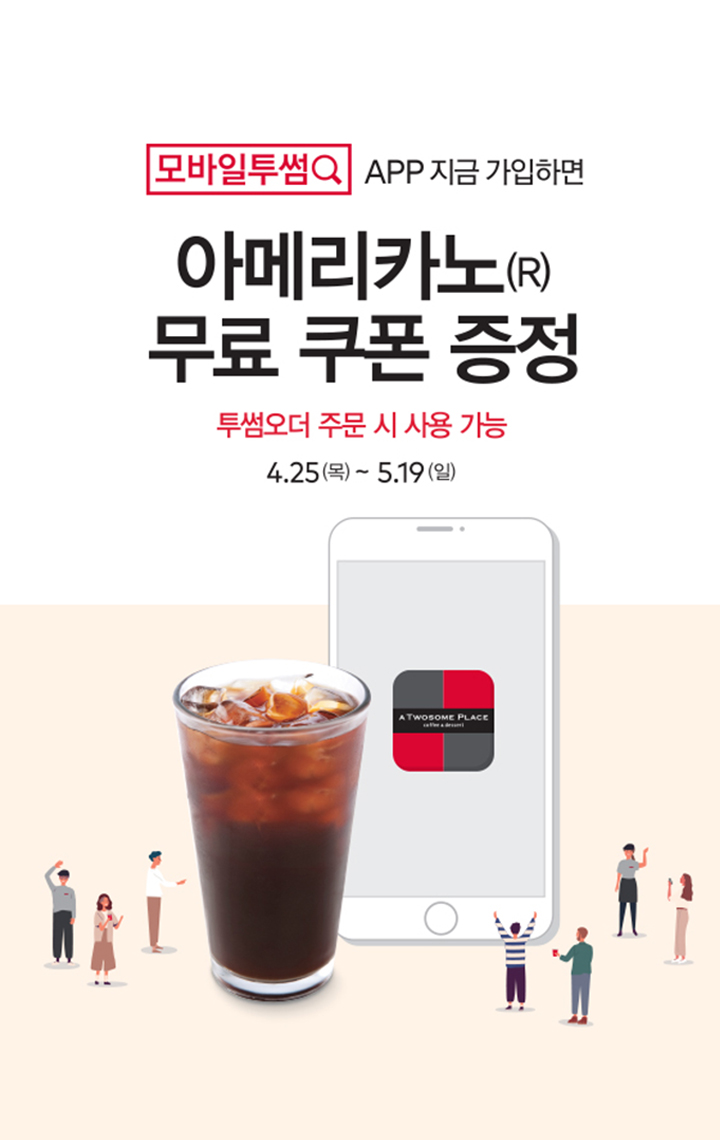 모바일투썸 APP 지금 가입하면
아메리카노(R)
무료 쿠폰 증정
투썸오더 주문 시 사용 가능
4.25(목) ~ 5.19(일)
A TWOSOME PLACE
coffee & dessert